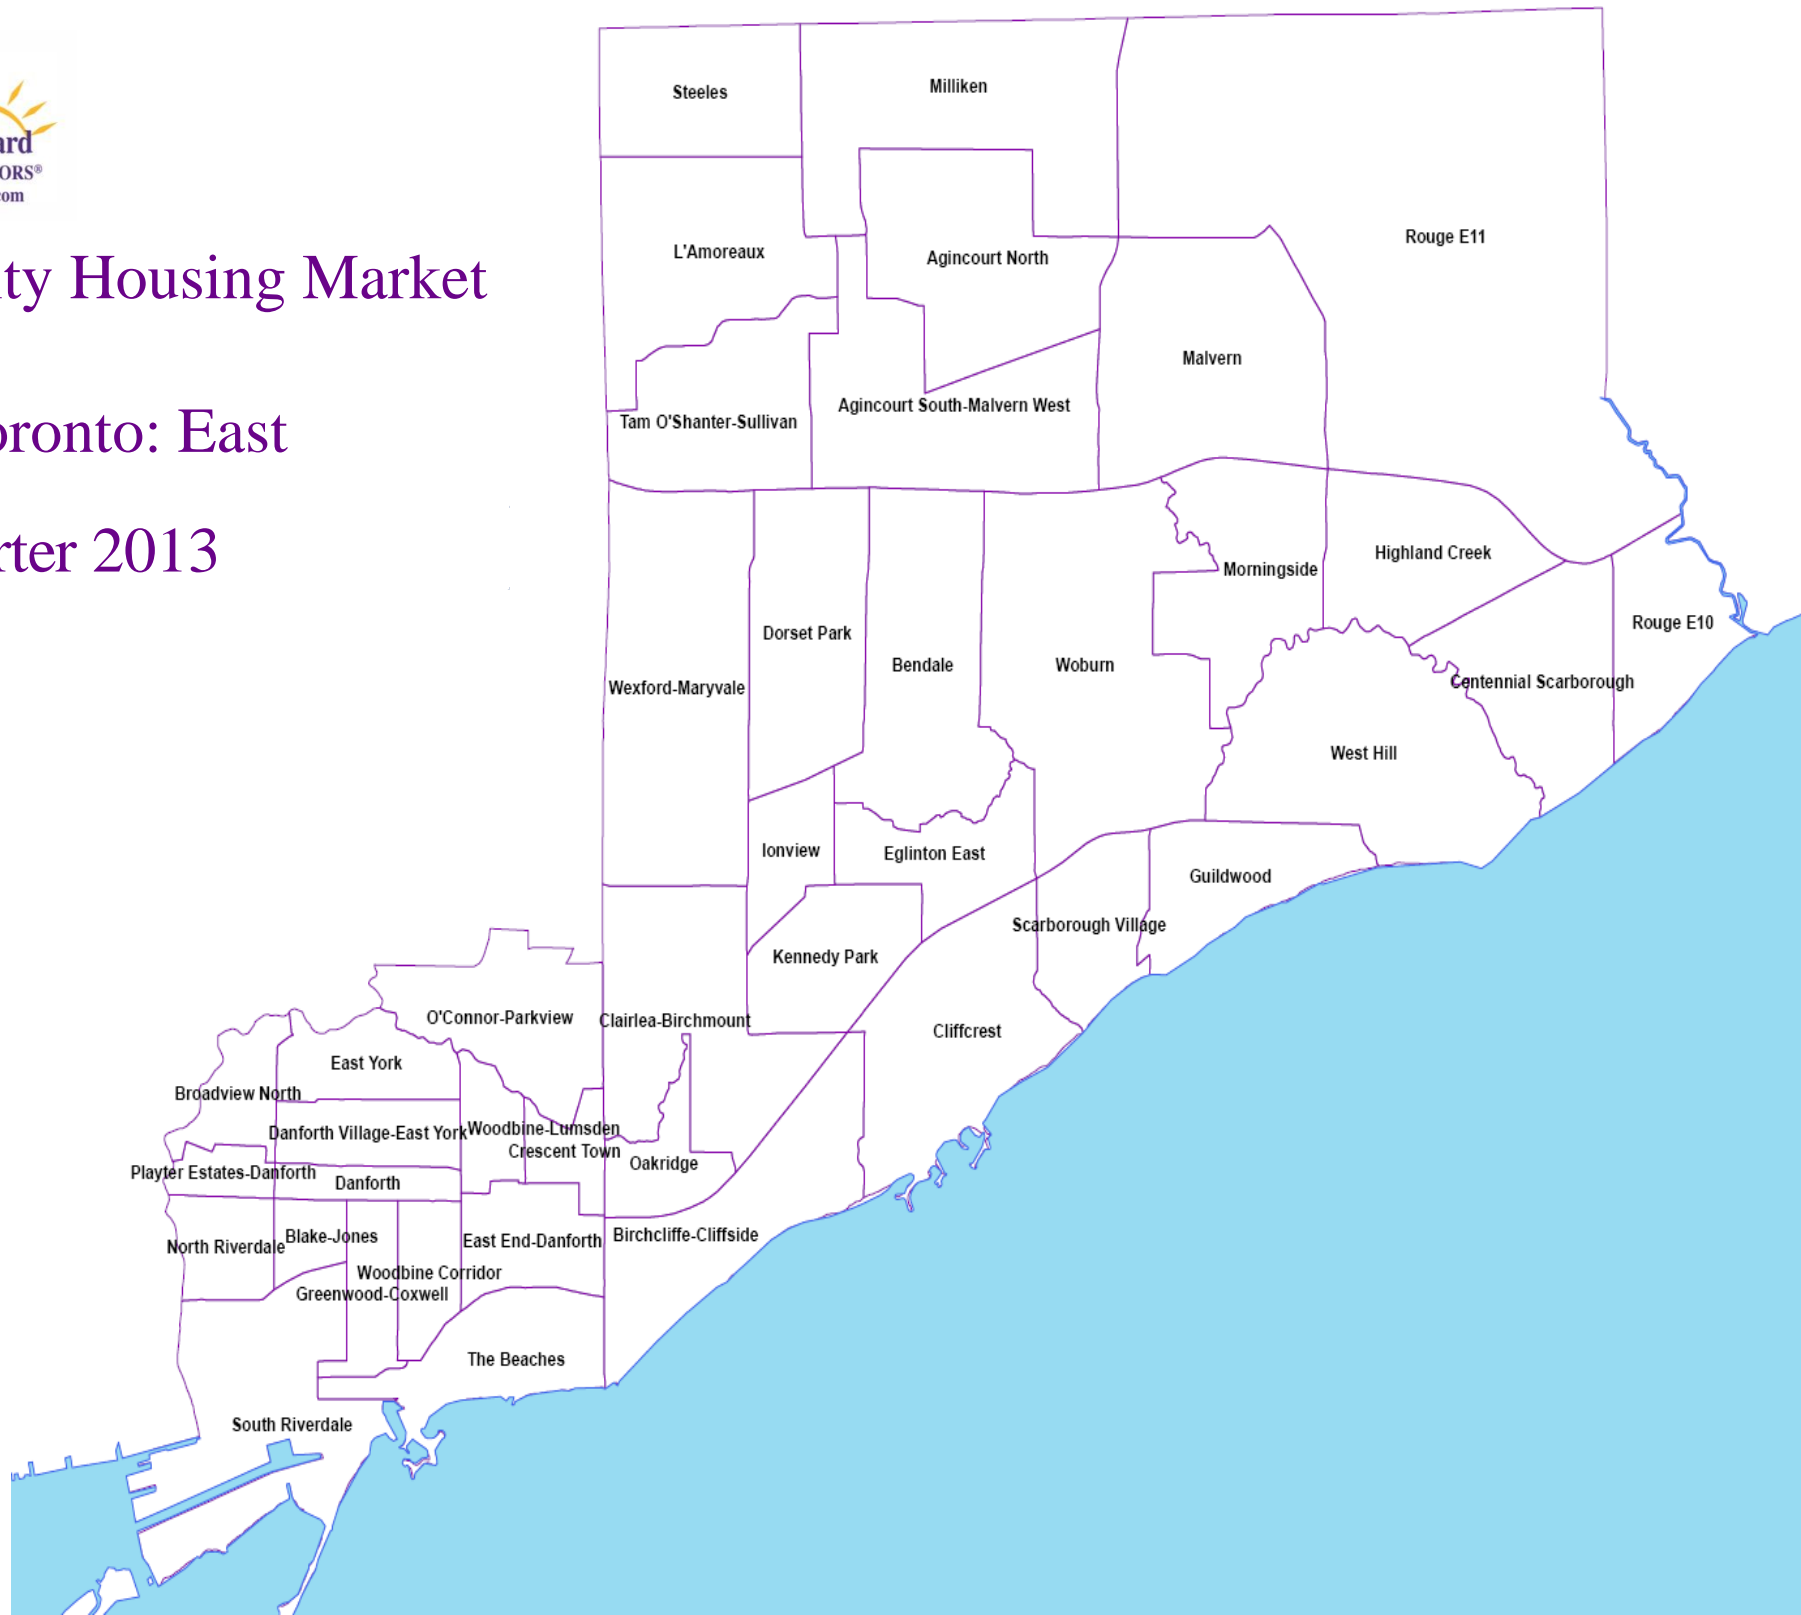 ard
ORS®
com
ity Housing Market
oronto: East
rter 2013
Steeles
Milliken
L'Amoreaux
Agincourt North
Rouge E11
Malvern
Tam O'Shanter-Sullivan
Agincourt South-Malvern West
Highland Creek
Morningside
Rouge E10
Dorset Park
Bendale
Woburn
Wexford-Maryvale
Centennial Scarborough
West Hill
Ionview
Eglinton East
Guildwood
Scarborough Village
Kennedy Park
O'Connor-Parkview
Clairlea-Birchmount
Cliffcrest
East York
Broadview North
Danforth Village-East York
Woodbine-Lumsden
Crescent Town
Oakridge
Playter Estates-Danforth
Danforth
North Riverdale
Blake-Jones
East End-Danforth
Birchcliffe-Cliffside
Woodbine Corridor
Greenwood-Coxwell
The Beaches
South Riverdale